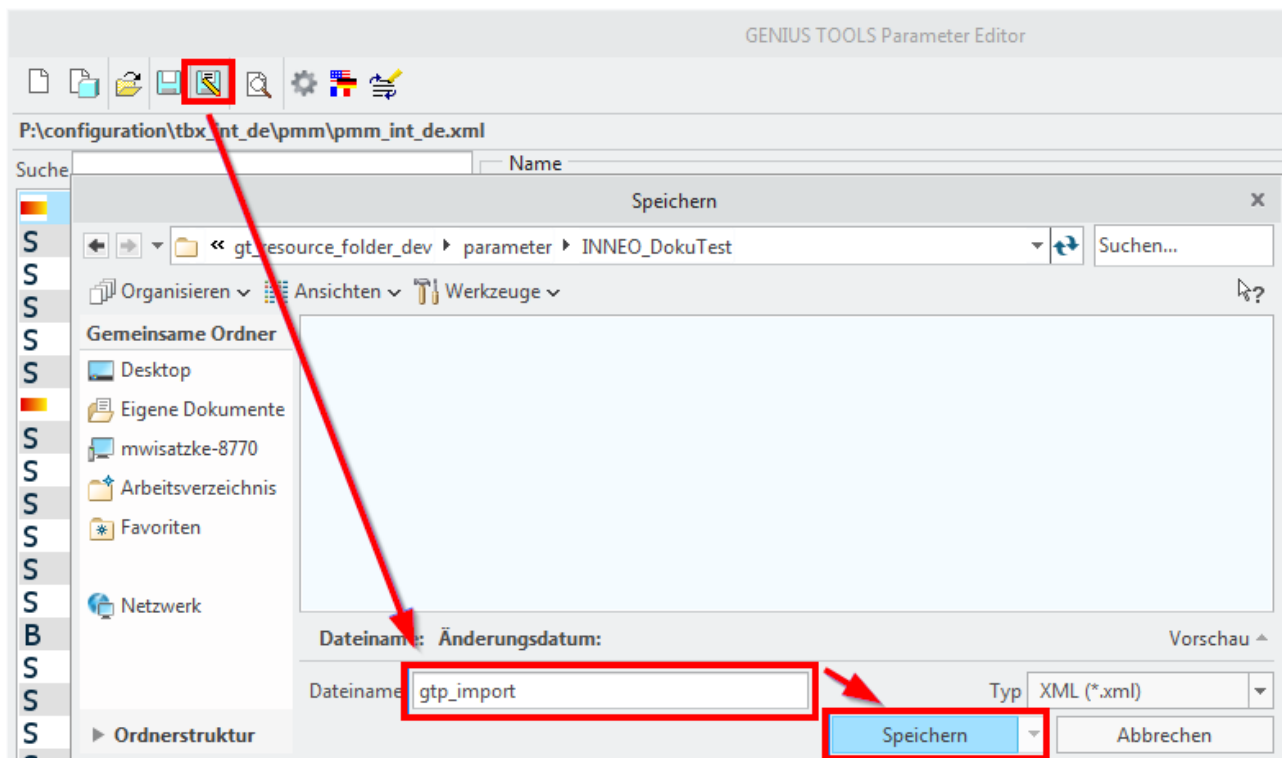 GENIUS TOOLS Parameter Editor
P:\configuration\tbx_int_de\pmm\pmm_int_de.xml
Suche Name
Speichern x
S « gt_resource_folder_dev parameter INNEO_DokuTest Suchen...
S Organisieren Ansichten Werkzeuge ?
S
S Gemeinsame Ordner
S Desktop
Eigene Dokumente
S mwisatzke-8770
S Arbeitsverzeichnis
S
S Favoriten
S
S Netzwerk
B Dateiname: Änderungsdatum: Vorschau
S
S Dateiname gtp_import Typ XML (*.xml)
S Ordnerstruktur Speichern Abbrechen